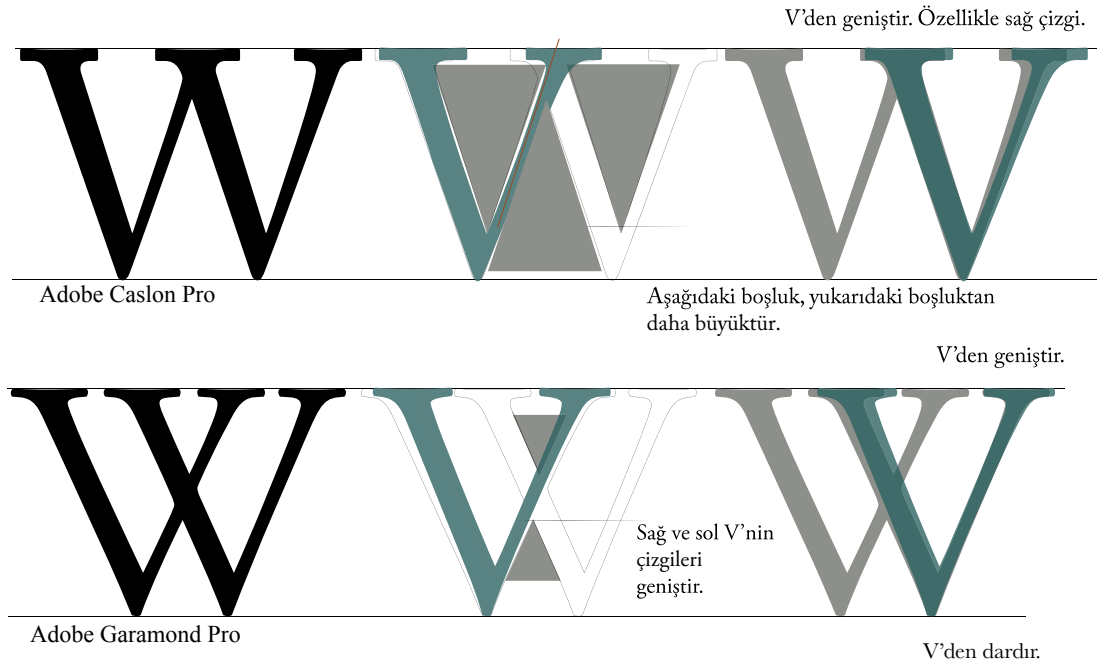 V’den geniştir. Özellikle sağ çizgi.
W W V
Adobe Caslon Pro
Aşağıdaki boşluk, yukarıdaki boşluktan
daha büyüktür.
V’den geniştir.
W W V
Adobe Garamond Pro
Sağ ve sol V’nin
çizgileri
geniştir.
V’den dardır.